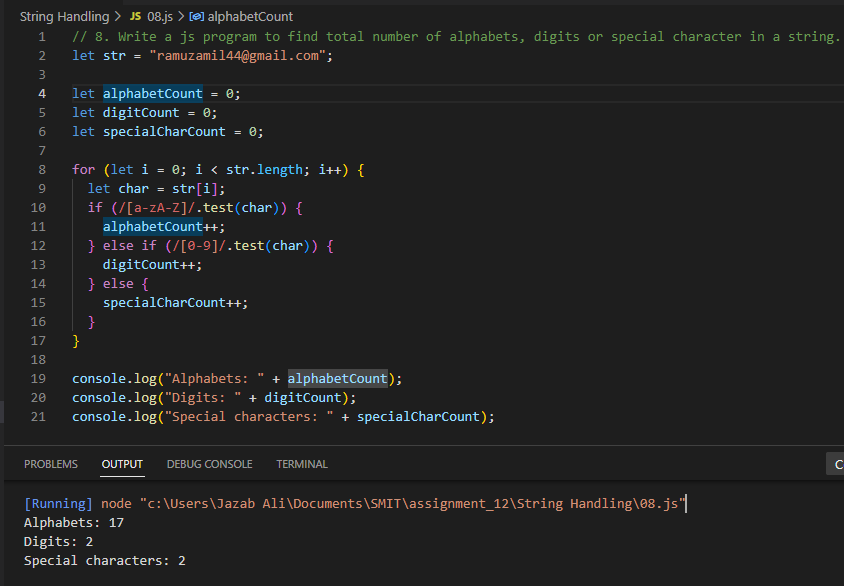 String Handling > JS 08.js > alphabetCount
1 // 8. Write a js program to find total number of alphabets, digits or special character in a string.
2 let str = "ramuzamil44@gmail.com";
3
4 let alphabetCount = 0;
5 let digitCount = 0;
6 let specialCharCount = 0;
7
8 for (let i = 0; i < str.length; i++) {
9   let char = str[i];
10   if (/[a-zA-Z]/.test(char)) {
11     alphabetCount++;
12   } else if (/[0-9]/.test(char)) {
13     digitCount++;
14   } else {
15     specialCharCount++;
16   }
17 }
18
19 console.log("Alphabets: " + alphabetCount);
20 console.log("Digits: " + digitCount);
21 console.log("Special characters: " + specialCharCount);
PROBLEMS OUTPUT DEBUG CONSOLE TERMINAL C
[Running] node "c:\Users\Jazab Ali\Documents\SMIT\assignment_12\String Handling\08.js"
Alphabets: 17
Digits: 2
Special characters: 2